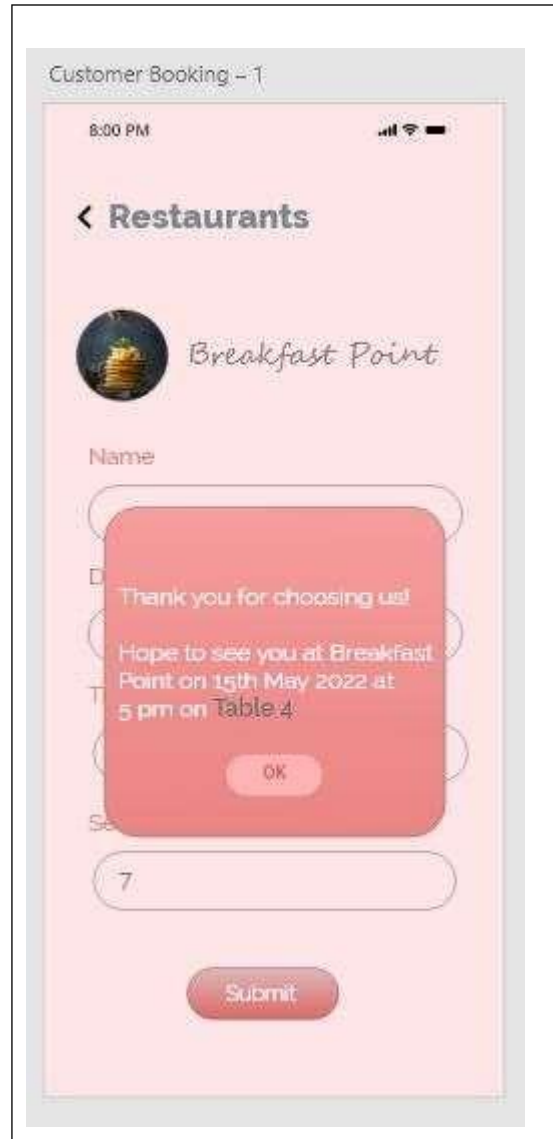 Customer Booking – 1
8:00 PM
Restaurants
Breakfast Point
Name
D
Thank you for choosing us!
Hope to see you at Breakfast
T
Point on 15th May 2022 at
5 pm on Table 4
OK
Se
7
Submit